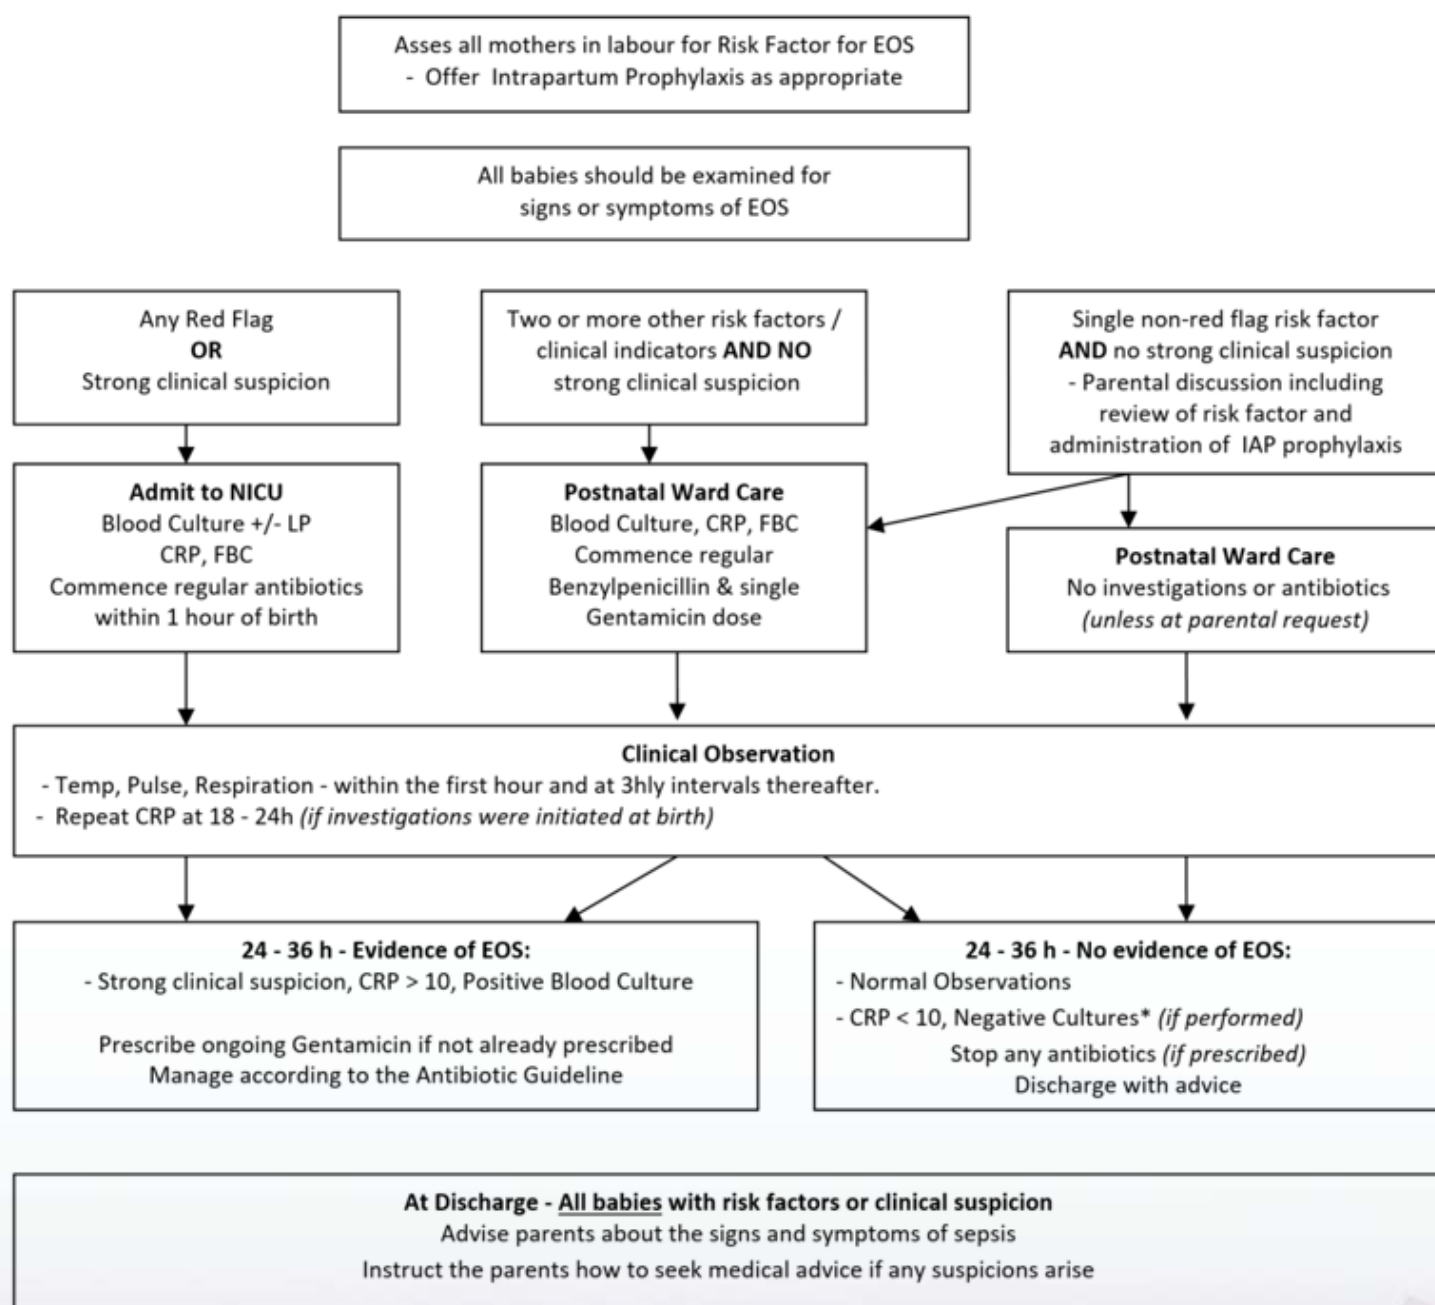 Asses all mothers in labour for Risk Factor for EOS
- Offer Intrapartum Prophylaxis as appropriate
All babies should be examined for
signs or symptoms of EOS
Any Red Flag
OR
Strong clinical suspicion
Two or more other risk factors /
clinical indicators AND NO
strong clinical suspicion
Single non-red flag risk factor
AND no strong clinical suspicion
- Parental discussion including
review of risk factor and
administration of IAP prophylaxis
Admit to NICU
Blood Culture +/- LP
CRP, FBC
Commence regular antibiotics
within 1 hour of birth
Postnatal Ward Care
Blood Culture, CRP, FBC
Commence regular
Benzylpenicillin & single
Gentamicin dose
Postnatal Ward Care
No investigations or antibiotics
(unless at parental request)
Clinical Observation
- Temp, Pulse, Respiration - within the first hour and at 3hly intervals thereafter.
- Repeat CRP at 18 - 24h (if investigations were initiated at birth)
24 - 36 h - Evidence of EOS:
- Strong clinical suspicion, CRP > 10, Positive Blood Culture
Prescribe ongoing Gentamicin if not already prescribed
Manage according to the Antibiotic Guideline
24 - 36 h - No evidence of EOS:
- Normal Observations
- CRP < 10, Negative Cultures* (if performed)
Stop any antibiotics (if prescribed)
Discharge with advice
At Discharge - All babies with risk factors or clinical suspicion
Advise parents about the signs and symptoms of sepsis
Instruct the parents how to seek medical advice if any suspicions arise